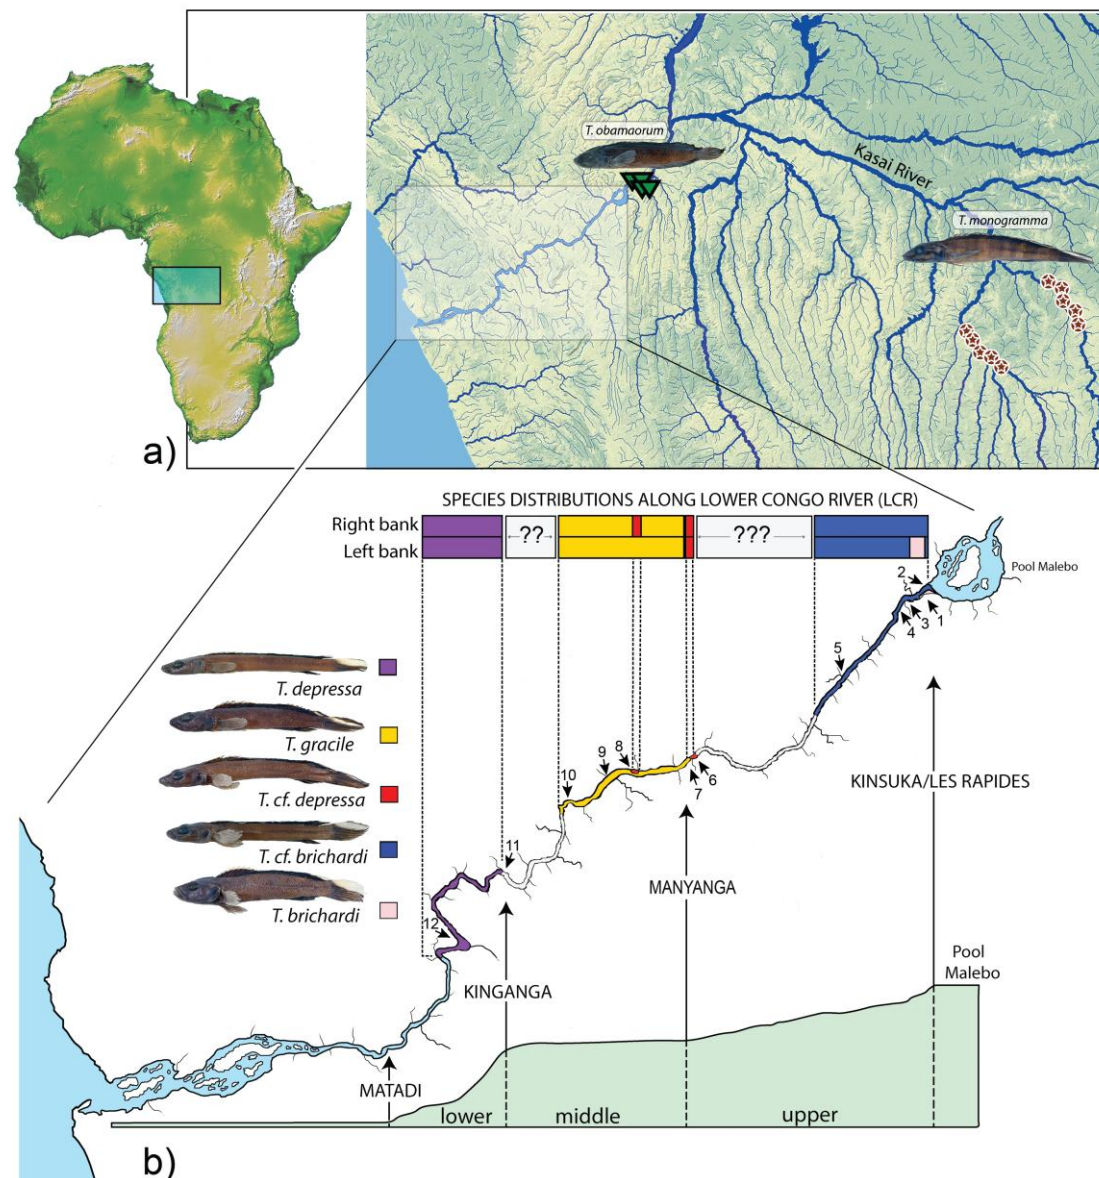 T. obamaorum
Kasai River
T. monogramma
a)
SPECIES DISTRIBUTIONS ALONG LOWER CONGO RIVER (LCR)
Right bank
Left bank
??
???
Pool Malebo
2
1
3
4
5
T. depressa
T. gracile
T. cf. depressa
T. cf. brichardi
T. brichardi
8
9
10
6
7
11
12
KINSUKA/LES RAPIDES
MANYANGA
KINGANGA
MATADI
Pool
Malebo
lower
middle
upper
b)